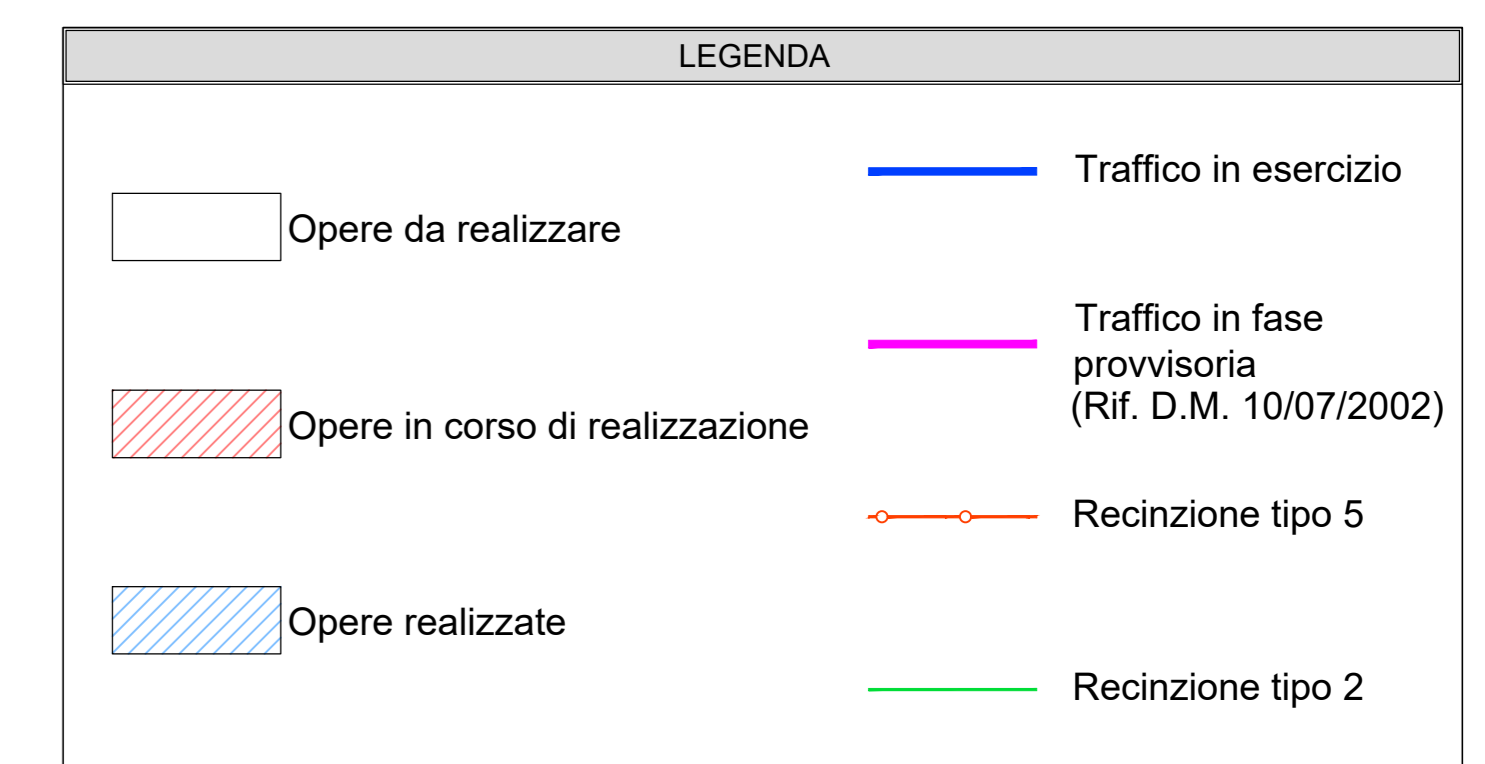 LEGENDA
Opere da realizzare
Opere in corso di realizzazione
Opere realizzate
Traffico in esercizio
Traffico in fase
provvisoria
(Rif. D.M. 10/07/2002)
Recinzione tipo 5
Recinzione tipo 2